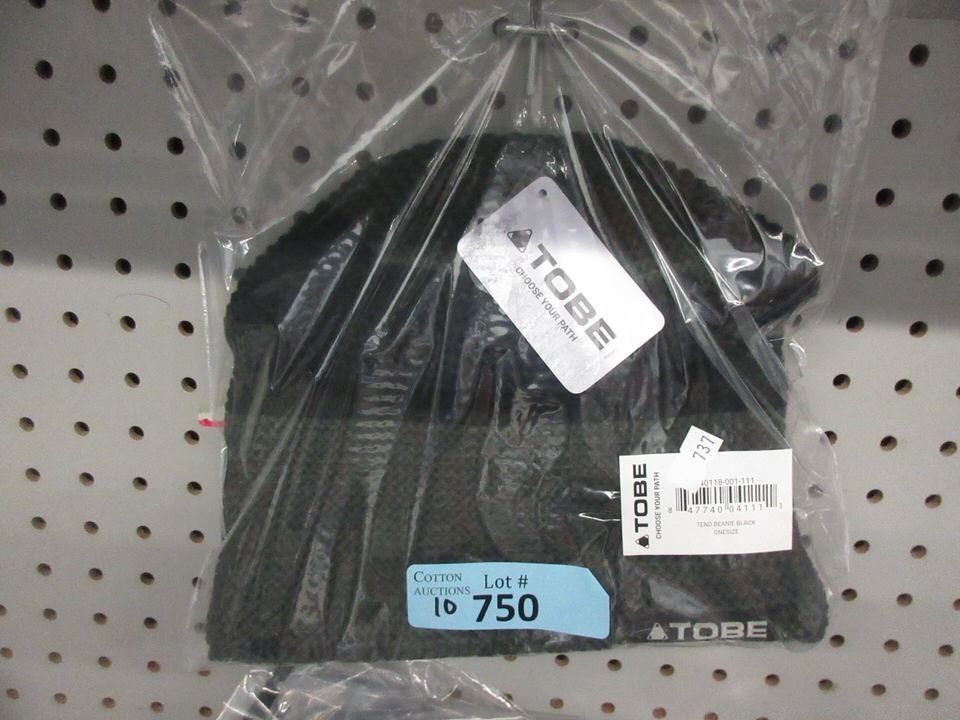 TOBE
CHOOSE YOUR PATH
737
TOBE
CHOOSE YOUR PATH
40118-001-111
8 47740 04111 1
TEND BEANIE BLACK
ONESIZE
COTTON
AUCTIONS
Lot #
10 750
TOBE